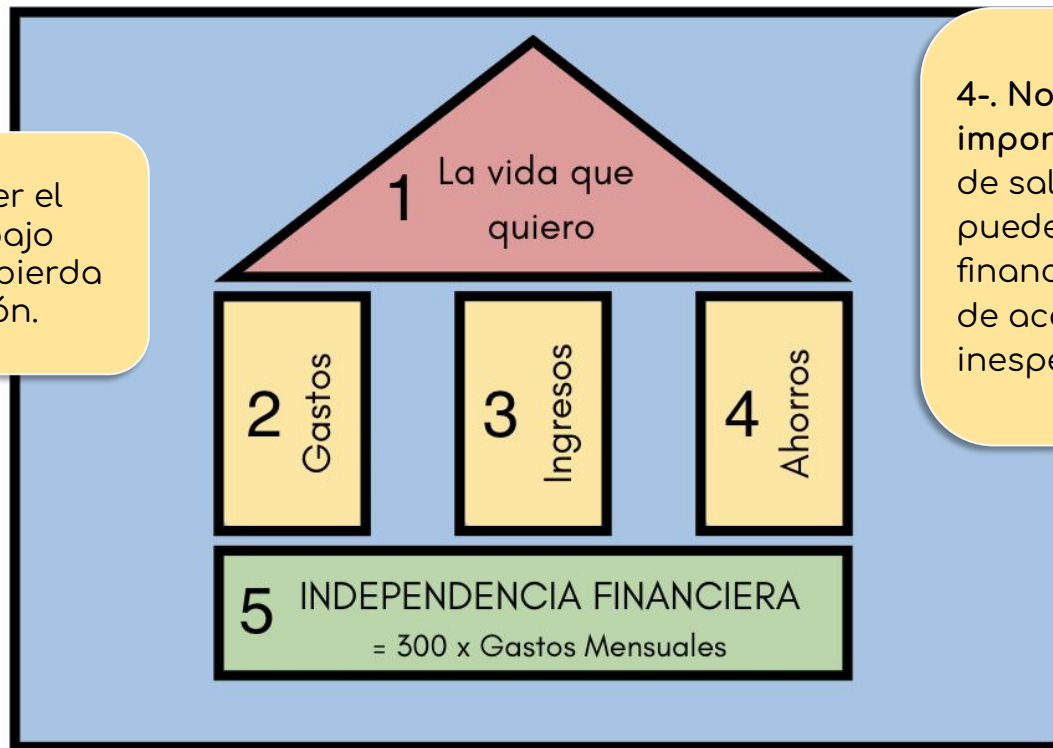 er el
bajo
pierda
ón.
1 La vida que
quiero
2 Gastos
3 Ingresos
4 Ahorros
5 INDEPENDENCIA FINANCIERA
= 300 x Gastos Mensuales
4-. No
impor
de sal
puede
financ
de acc
inespe